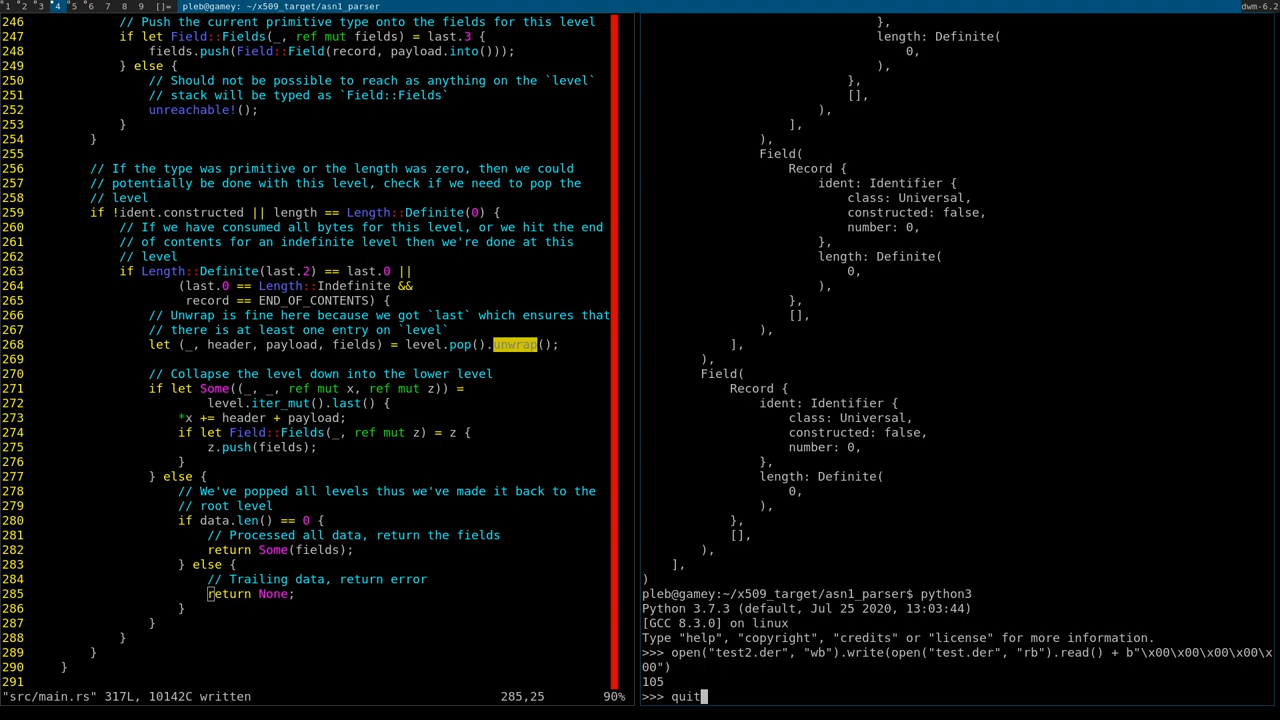 1 2 3 4 5 6 7 8 9 []= pleb@gamey: ~/x509_target/asn1_parser dwm-6.2
246 // Push the current primitive type onto the fields for this level
247 if let Field::Fields(_, ref mut fields) = last.3 {
248 fields.push(Field::Field(record, payload.into()));
249 } else {
250 // Should not be possible to reach as anything on the `level`
251 // stack will be typed as `Field::Fields`
252 unreachable!();
253 }
254 }
255
256 // If the type was primitive or the length was zero, then we could
257 // potentially be done with this level, check if we need to pop the
258 // level
259 if !ident.constructed || length == Length::Definite(0) {
260 // If we have consumed all bytes for this level, or we hit the end
261 // of contents for an indefinite level then we're done at this
262 // level
263 if Length::Definite(last.2) == last.0 ||
264 (last.0 == Length::Indefinite &&
265 record == END_OF_CONTENTS) {
266 // Unwrap is fine here because we got `last` which ensures that
267 // there is at least one entry on `level`
268 let (_, header, payload, fields) = level.pop().unwrap();
269
270 // Collapse the level down into the lower level
271 if let Some((_, _, ref mut x, ref mut z)) =
272 level.iter_mut().last() {
273 *x += header + payload;
274 if let Field::Fields(_, ref mut z) = z {
275 z.push(fields);
276 }
277 } else {
278 // We've popped all levels thus we've made it back to the
279 // root level
280 if data.len() == 0 {
281 // Processed all data, return the fields
282 return Some(fields);
283 } else {
284 // Trailing data, return error
285 return None;
286 }
287 }
288 }
289 }
290 }
291
"src/main.rs" 317L, 10142C written 285,25 90%
},
length: Definite(
0,
),
},
[],
),
],
),
Field(
Record {
ident: Identifier {
class: Universal,
constructed: false,
number: 0,
},
length: Definite(
0,
),
},
[],
),
],
),
Field(
Record {
ident: Identifier {
class: Universal,
constructed: false,
number: 0,
},
length: Definite(
0,
),
},
[],
),
],
)
pleb@gamey:~/x509_target/asn1_parser$ python3
Python 3.7.3 (default, Jul 25 2020, 13:03:44)
[GCC 8.3.0] on linux
Type "help", "copyright", "credits" or "license" for more information.
>>> open("test2.der", "wb").write(open("test.der", "rb").read() + b"\x00\x00\x00\x00\x
00")
105
>>> quit